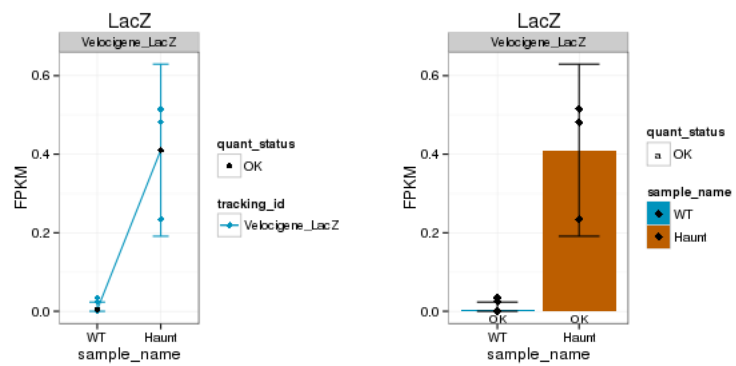 LacZ
Velocigene_LacZ
0.6
0.4
0.2
0.0
FPKM
WT
Haunt
sample_name
quant_status
OK
tracking_id
Velocigene_LacZ
LacZ
Velocigene_LacZ
0.6
0.4
0.2
0.0
FPKM
OK
OK
WT
Haunt
sample_name
quant_status
a OK
sample_name
WT
Haunt